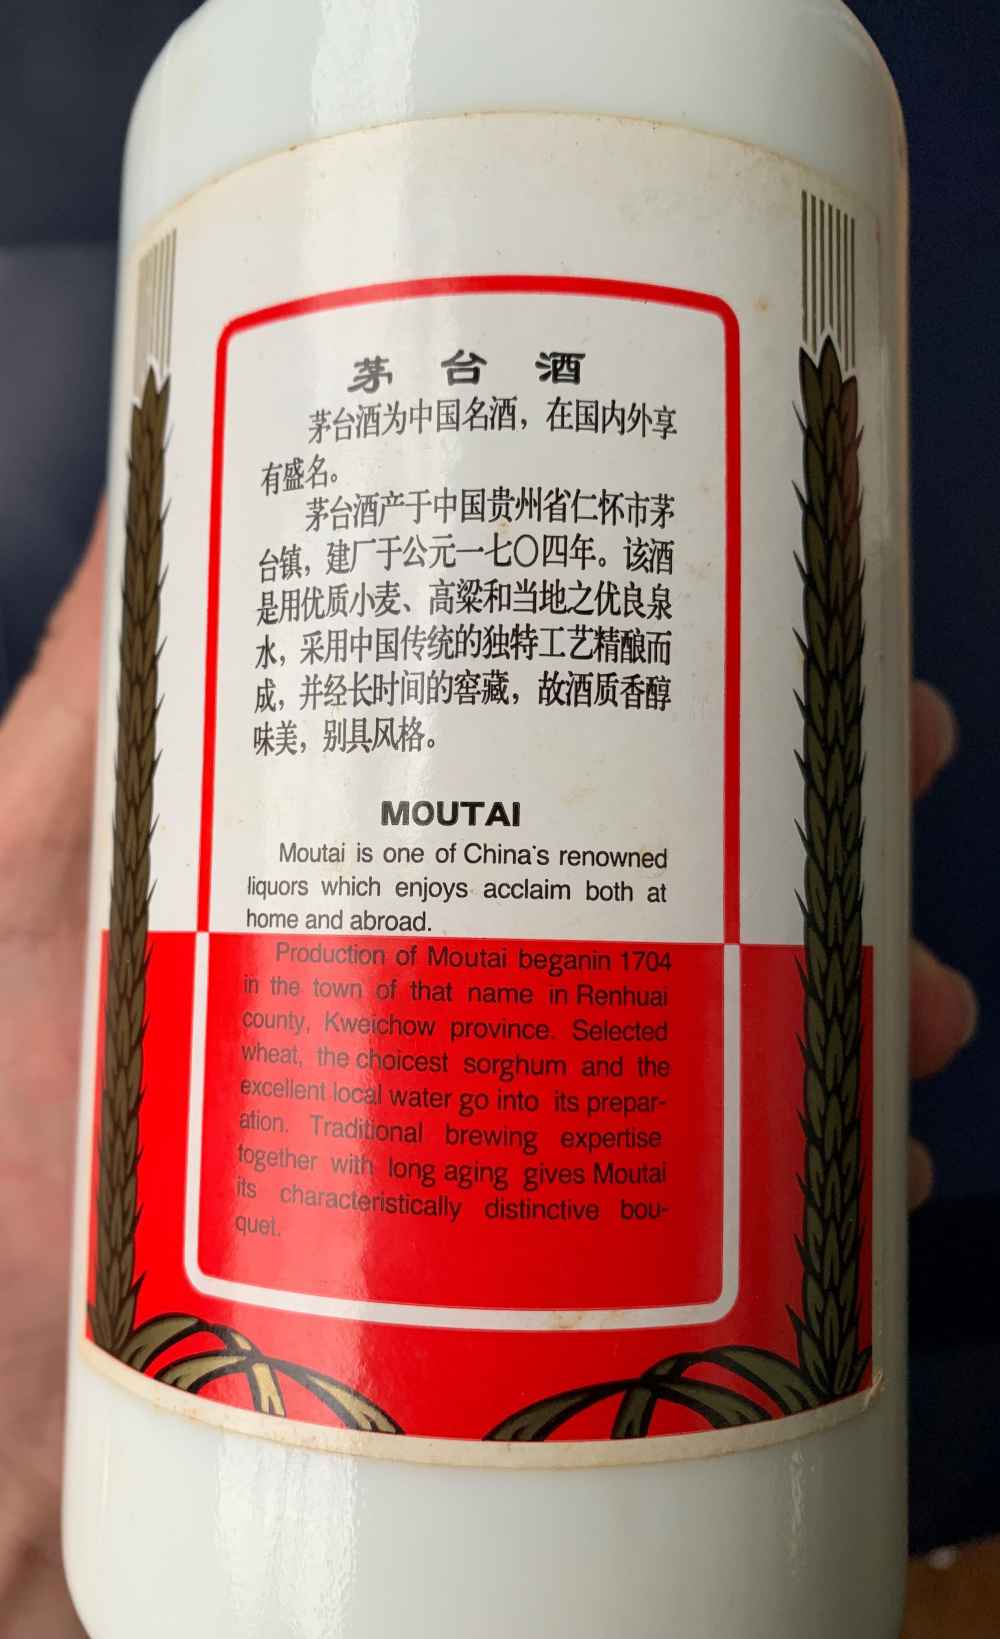 茅台酒
茅台酒为中国名酒，在国内外享
有盛名。
茅台酒产于中国贵州省仁怀市茅
台镇，建厂于公元一七〇四年。该酒
是用优质小麦、高粱和当地之优良泉
水，采用中国传统的独特工艺精酿而
成，并经长时间的窖藏，故酒质香醇
味美，别具风格。
MOUTAI
Moutai is one of China's renowned
liquors which enjoys acclaim both at
home and abroad.
Production of Moutai beganin 1704
in the town of that name in Renhuai
county, Kweichow province. Selected
wheat, the choicest sorghum and the
excellent local water go into its prepar-
ation. Traditional brewing expertise
together with long aging gives Moutai
its characteristically distinctive bou-
quet.